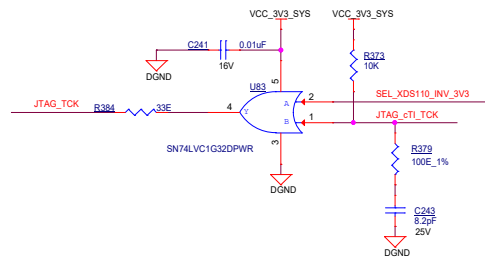 VCC_3V3_SYS
VCC_3V3_SYS
C241
0.01uF
16V
DGND
R373
10K
U83
5
SEL_XDS110_INV_3V3
JTAG_TCK
R384
33E
4
Y
A
2
B
1
JTAG_cTI_TCK
3
SN74LVC1G32DPWR
R379
100E_1%
DGND
C243
8.2pF
25V
DGND